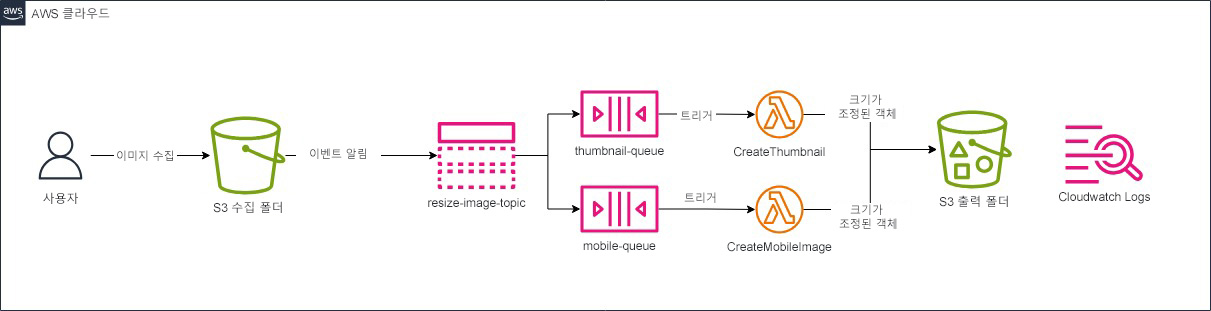 aws
AWS 클라우드
사용자
이미지 수집
S3 수집 폴더
이벤트 알림
resize-image-topic
thumbnail-queue
트리거
CreateThumbnail
크기가
조정된 객체
mobile-queue
트리거
CreateMobileImage
크기가
조정된 객체
S3 출력 폴더
Cloudwatch Logs